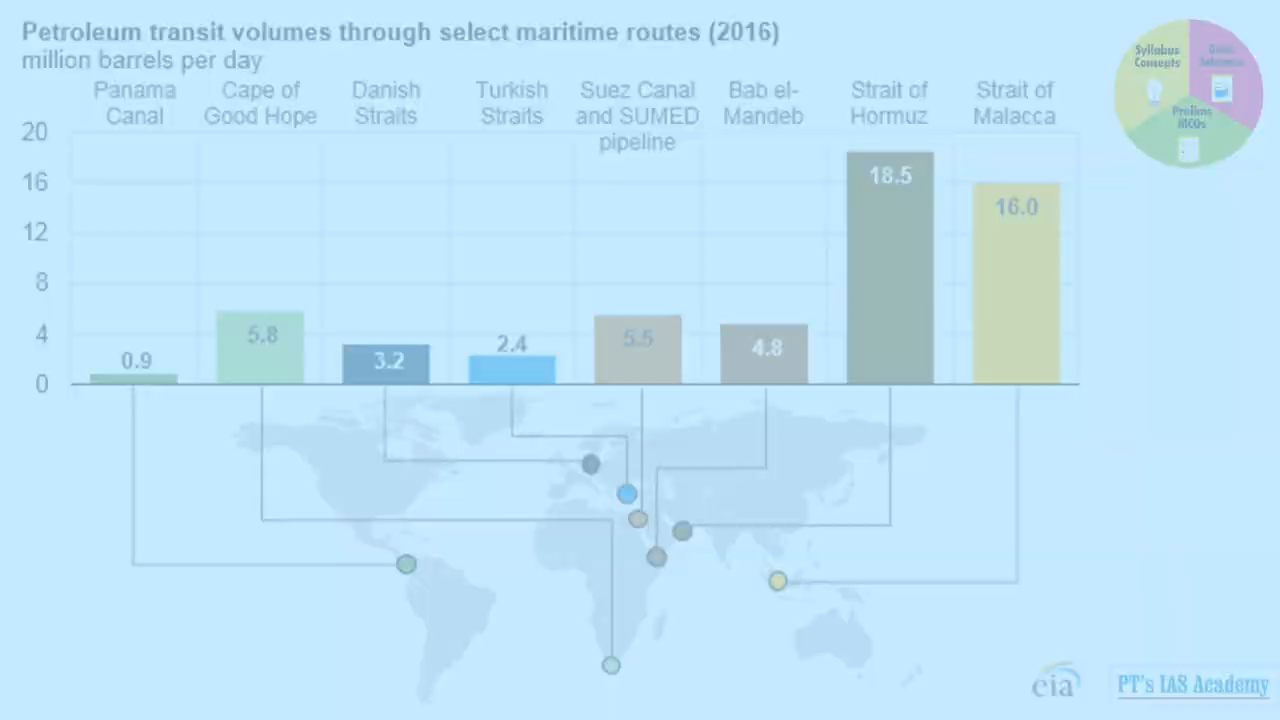 Petroleum transit volumes through select maritime routes (2016)
million barrels per day
Panama Canal
Cape of Good Hope
Danish Straits
Turkish Straits
Suez Canal and SUMED pipeline
Bab el-Mandeb
Strait of Hormuz
Strait of Malacca
20
16
12
8
4
0
0.9
5.8
3.2
2.4
5.5
4.8
18.5
16.0
Syllabus
Concepts
Prelims
MCQs
eia
PT's IAS Academy